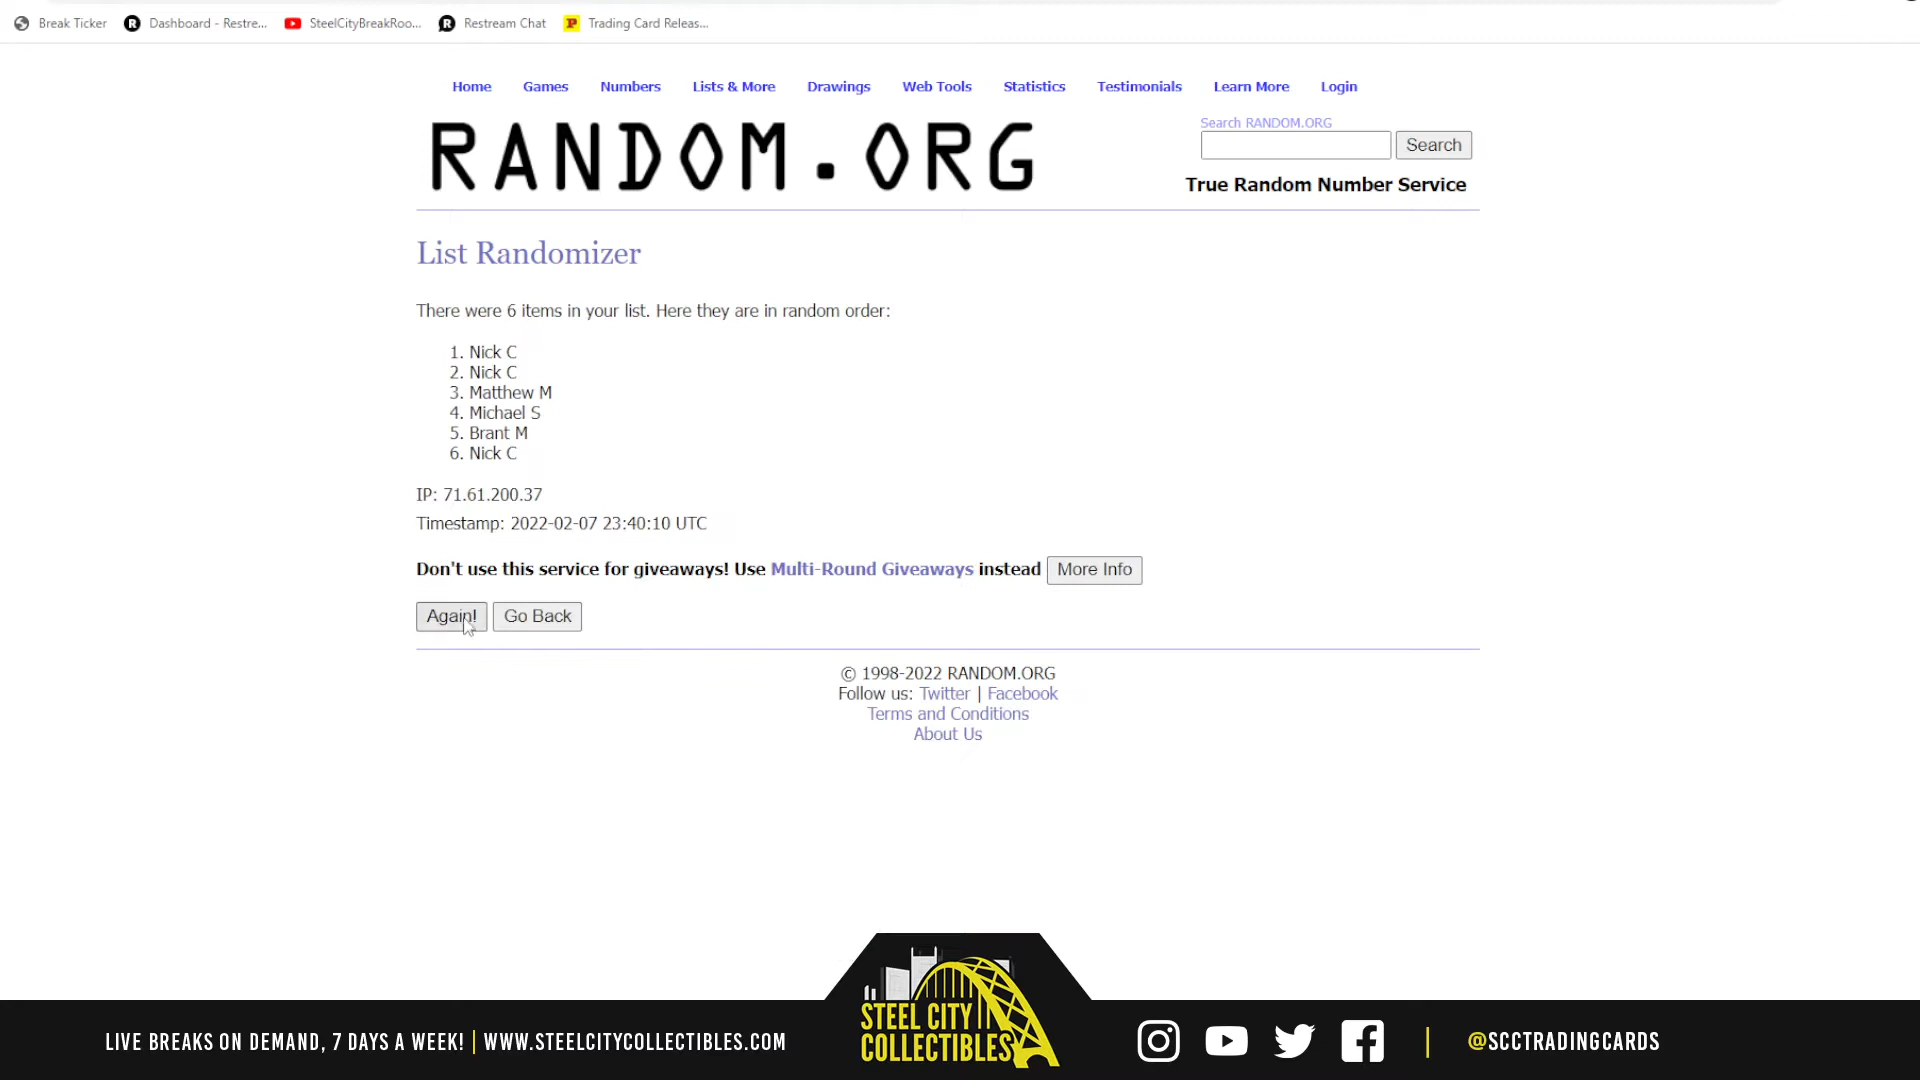 Break Ticker Dashboard - Restre... SteelCityBreakRoo... Restream Chat Trading Card Releas...
Home Games Numbers Lists & More Drawings Web Tools Statistics Testimonials Learn More Login
RANDOM.ORG
Search RANDOM.ORG
Search
True Random Number Service
List Randomizer
There were 6 items in your list. Here they are in random order:
1. Nick C
2. Nick C
3. Matthew M
4. Michael S
5. Brant M
6. Nick C
IP: 71.61.200.37
Timestamp: 2022-02-07 23:40:10 UTC
Don't use this service for giveaways! Use Multi-Round Giveaways instead More Info
Again! Go Back
© 1998-2022 RANDOM.ORG
Follow us: Twitter | Facebook
Terms and Conditions
About Us
LIVE BREAKS ON DEMAND, 7 DAYS A WEEK! | WWW.STEELCITYCOLLECTIBLES.COM
STEEL CITY
COLLECTIBLES
| @SCCTRADINGCARDS